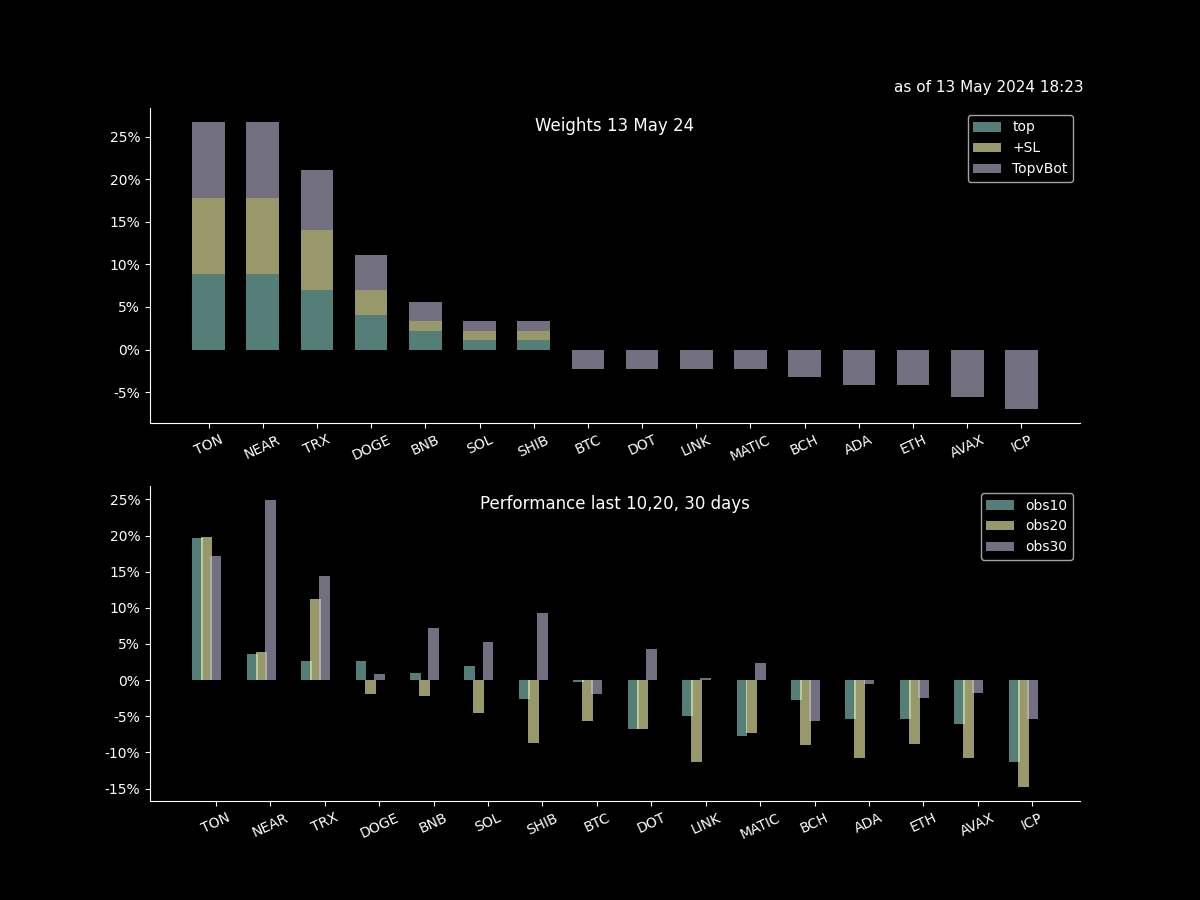 as of 13 May 2024 18:23
Weights 13 May 24
top
+SL
TopvBot
25%
20%
15%
10%
5%
0%
-5%
TON NEAR TRX DOGE BNB SOL SHIB BTC DOT LINK MATIC BCH ADA ETH AVAX ICP
Performance last 10,20, 30 days
obs10
obs20
obs30
25%
20%
15%
10%
5%
0%
-5%
-10%
-15%
TON NEAR TRX DOGE BNB SOL SHIB BTC DOT LINK MATIC BCH ADA ETH AVAX ICP